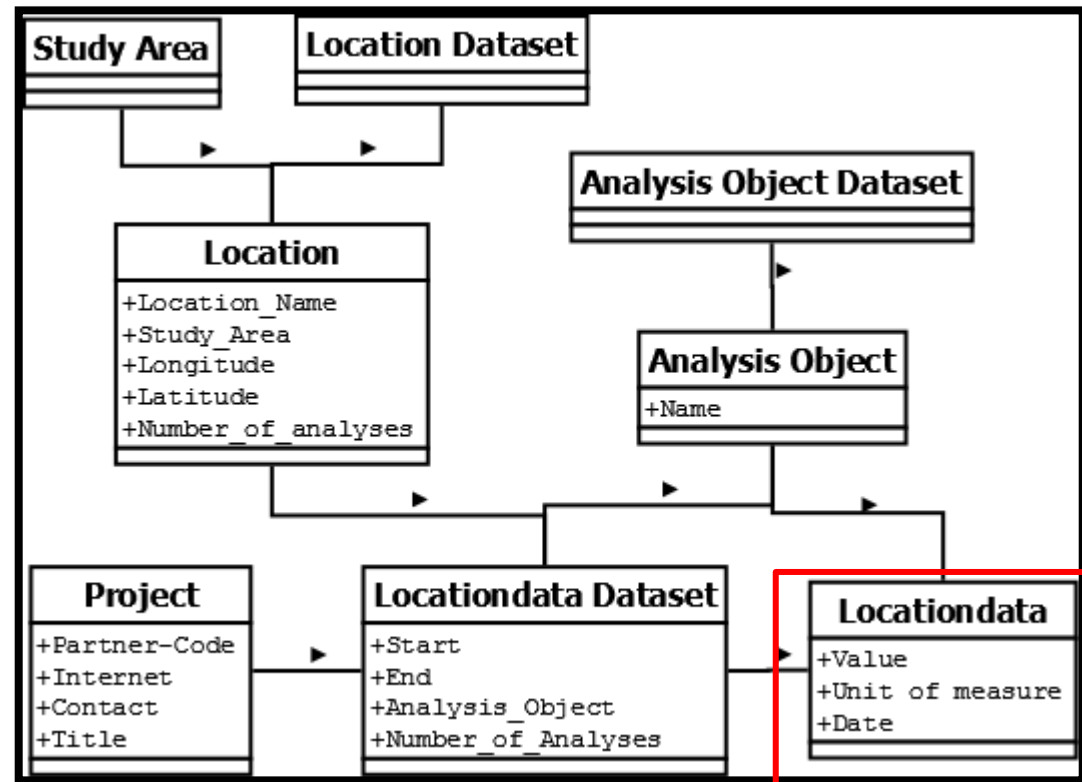 Study Area
Location Dataset
Analysis Object Dataset
Location
+Location_Name
+Study_Area
+Longitude
+Latitude
+Number_of_analyses
Analysis Object
+Name
Project
+Partner-Code
+Internet
+Contact
+Title
Locationdata Dataset
+Start
+End
+Analysis_Object
+Number_of_Analyses
Locationdata
+Value
+Unit of measure
+Date